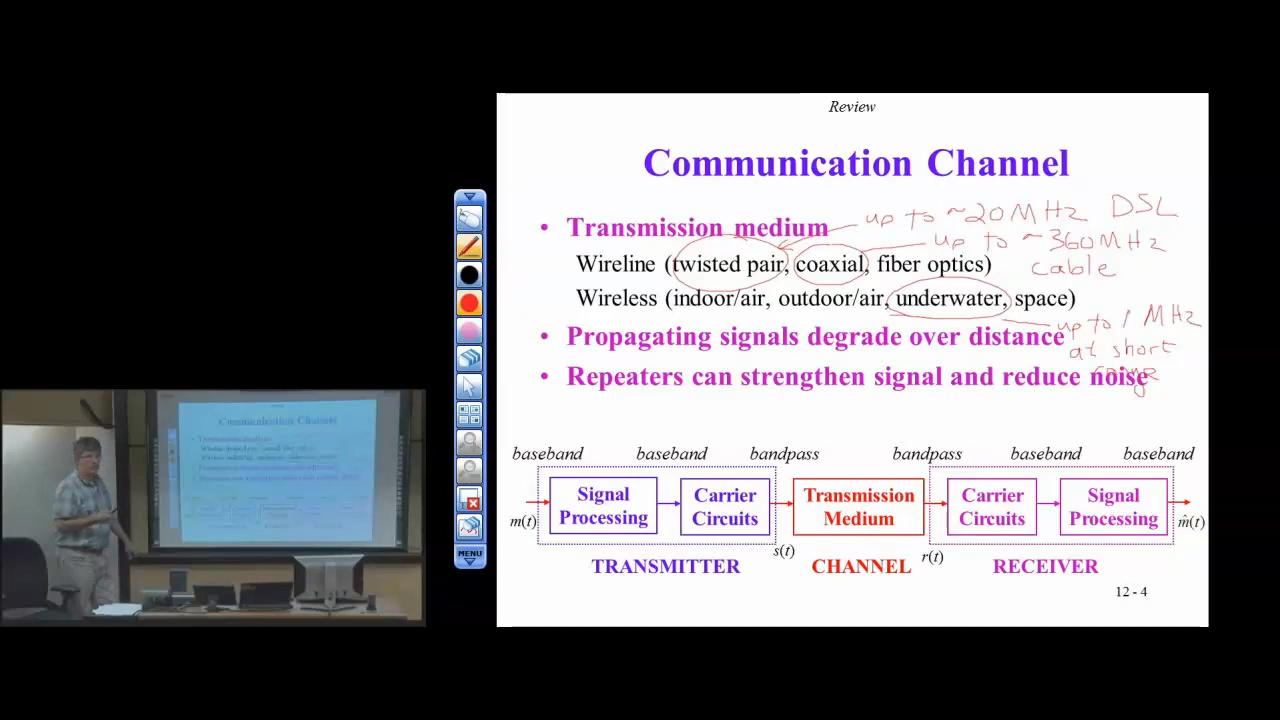 Review
Communication Channel
• Transmission medium
up to ~20 MHz DSL
up to ~360 MHz
cable
Wireline (twisted pair, coaxial, fiber optics)
Wireless (indoor/air, outdoor/air, underwater, space)
up to 1 MHz
at short
range
• Propagating signals degrade over distance
• Repeaters can strengthen signal and reduce noise
baseband baseband bandpass bandpass baseband baseband
Signal Processing
Carrier Circuits
Transmission Medium
Carrier Circuits
Signal Processing
m(t) s(t) r(t) m̂(t)
TRANSMITTER CHANNEL RECEIVER
12 - 4
MENU
Communication Channel